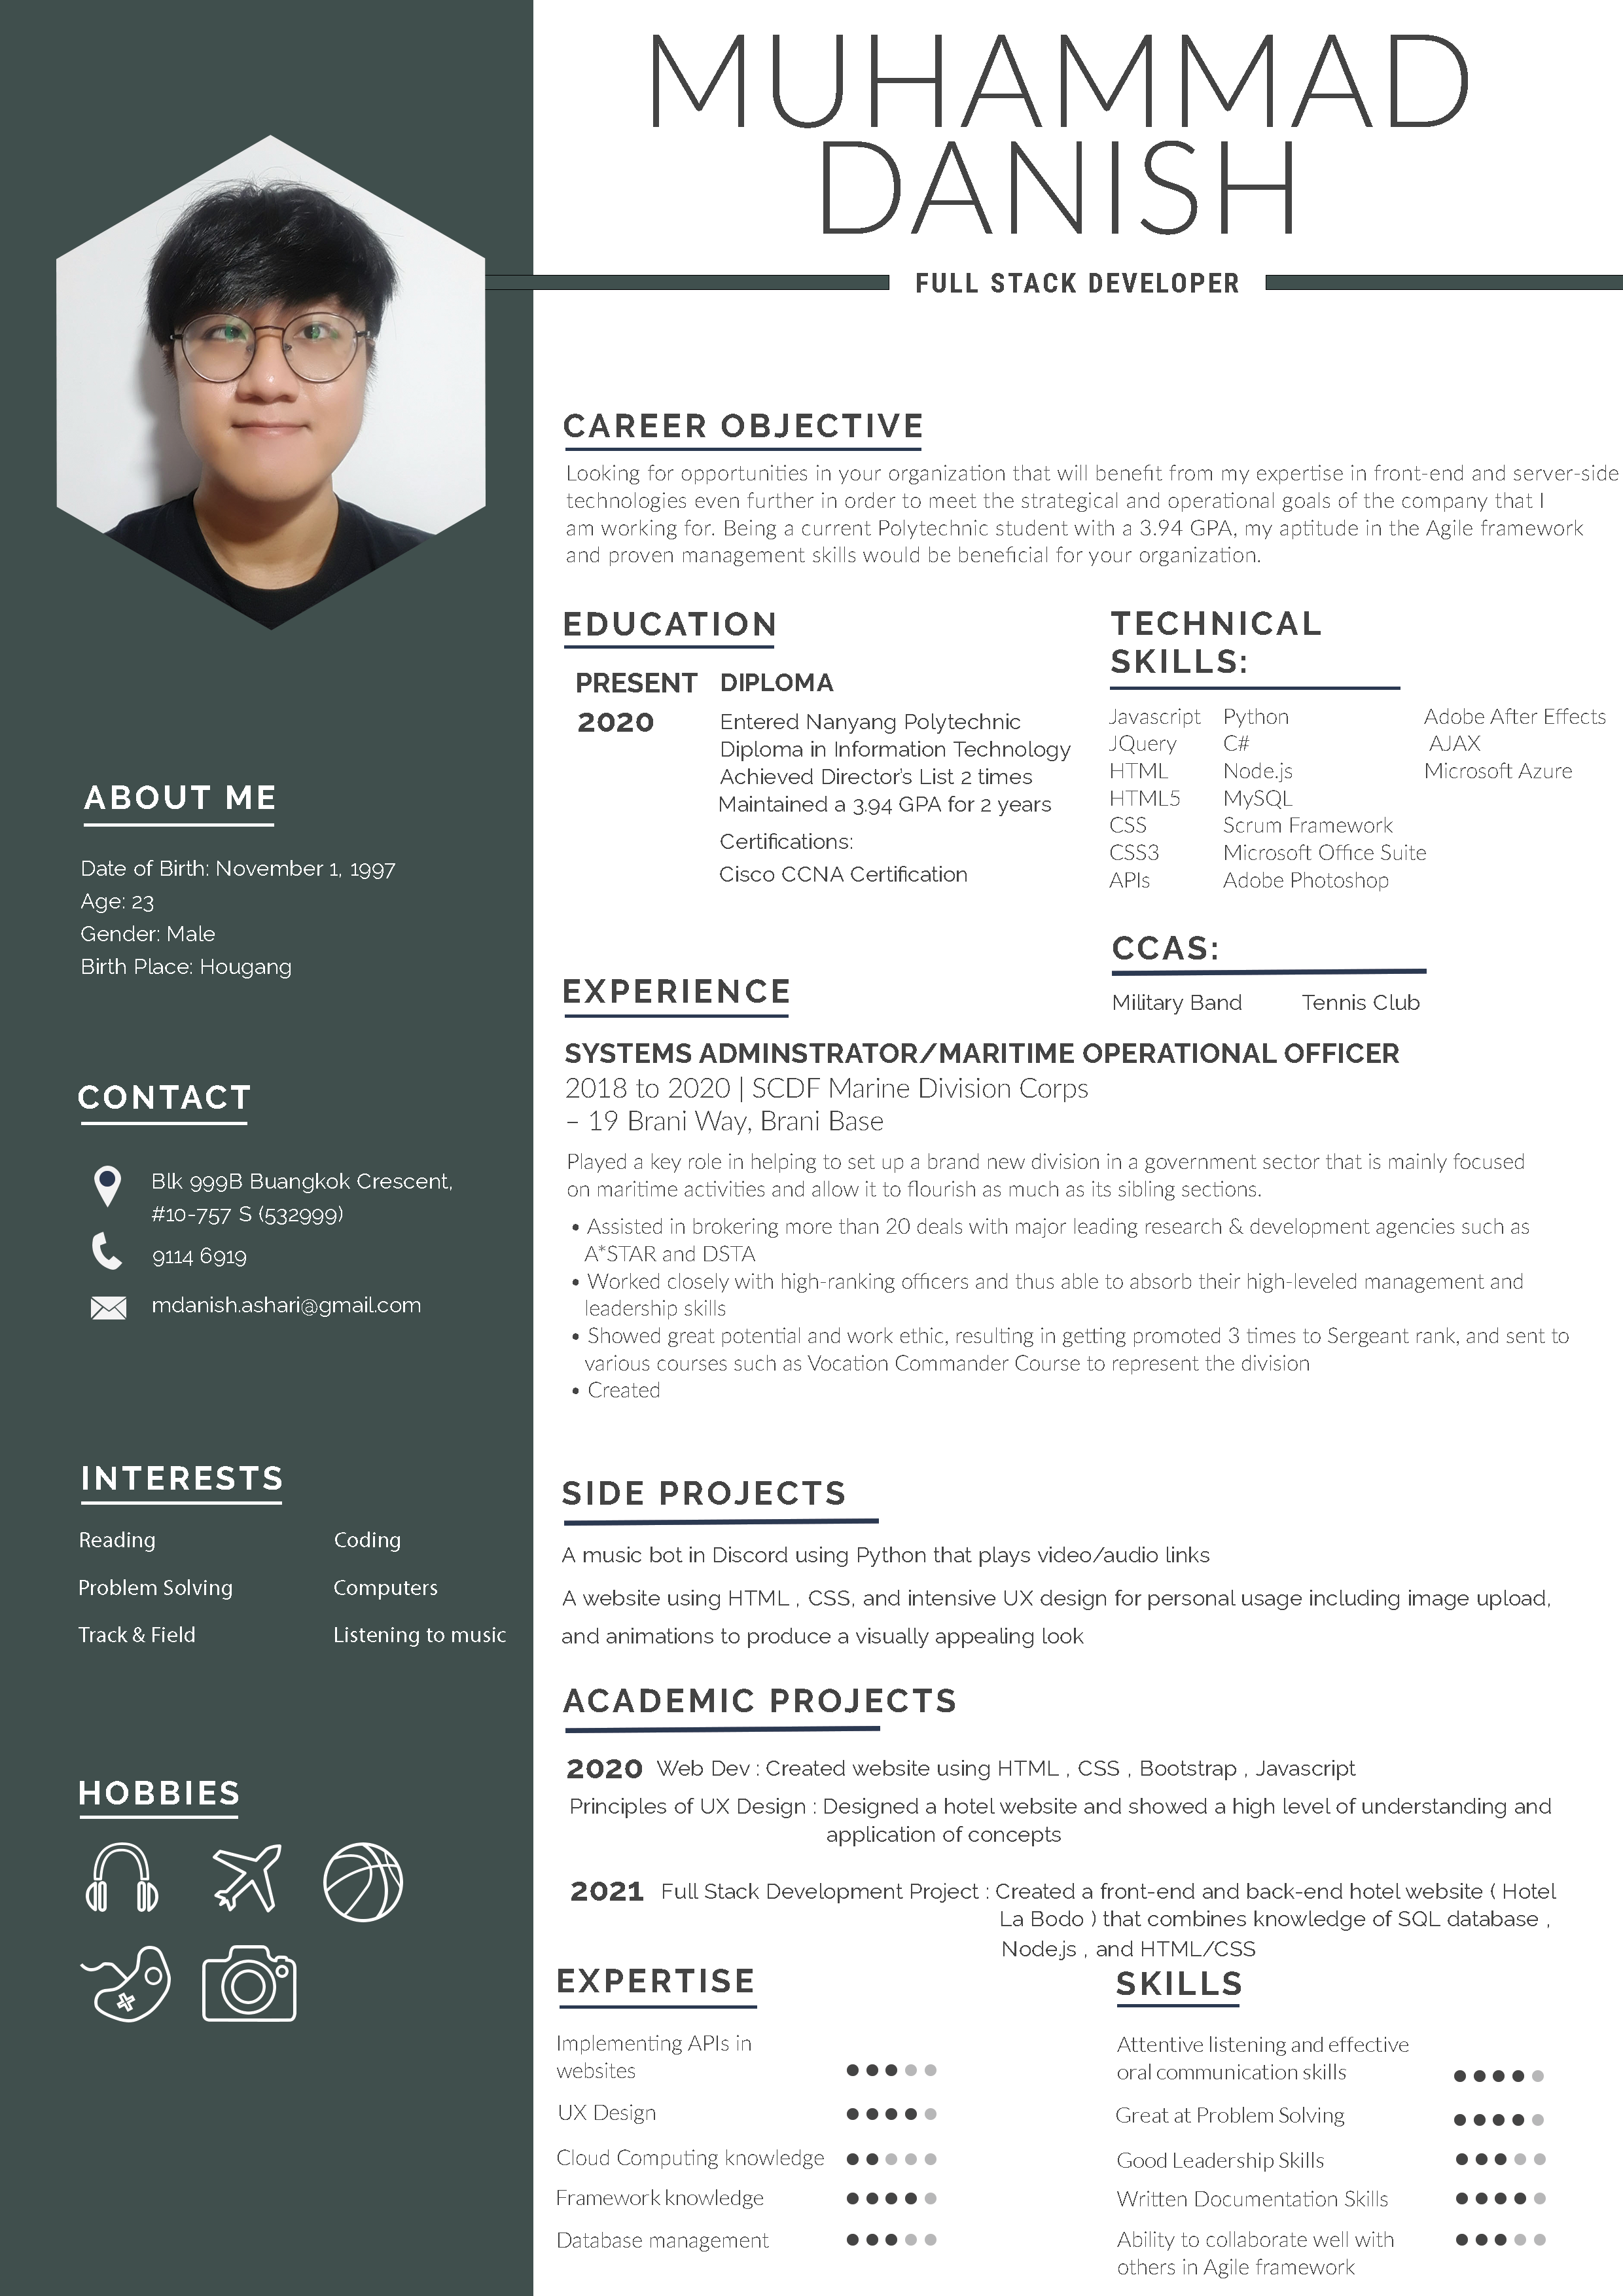 MUHAMMAD
DANISH
FULL STACK DEVELOPER
ABOUT ME
Date of Birth: November 1, 1997
Age: 23
Gender: Male
Birth Place: Hougang
CONTACT
Blk 999B Buangkok Crescent,
#10-757 S (532999)
9114 6919
mdanish.ashari@gmail.com
INTERESTS
Reading Coding
Problem Solving Computers
Track & Field Listening to music
HOBBIES
CAREER OBJECTIVE
Looking for opportunities in your organization that will benefit from my expertise in front-end and server-side
technologies even further in order to meet the strategical and operational goals of the company that I
am working for. Being a current Polytechnic student with a 3.94 GPA, my aptitude in the Agile framework
and proven management skills would be beneficial for your organization.
EDUCATION
PRESENT DIPLOMA
2020 Entered Nanyang Polytechnic
Diploma in Information Technology
Achieved Director's List 2 times
Maintained a 3.94 GPA for 2 years
Certifications:
Cisco CCNA Certification
TECHNICAL
SKILLS:
Javascript Python Adobe After Effects
JQuery C# AJAX
HTML Node.js Microsoft Azure
HTML5 MySQL
CSS Scrum Framework
CSS3 Microsoft Office Suite
APIs Adobe Photoshop
CCAS:
Military Band Tennis Club
EXPERIENCE
SYSTEMS ADMINSTRATOR/MARITIME OPERATIONAL OFFICER
2018 to 2020 | SCDF Marine Division Corps
– 19 Brani Way, Brani Base
Played a key role in helping to set up a brand new division in a government sector that is mainly focused
on maritime activities and allow it to flourish as much as its sibling sections.
• Assisted in brokering more than 20 deals with major leading research & development agencies such as
A*STAR and DSTA
• Worked closely with high-ranking officers and thus able to absorb their high-leveled management and
leadership skills
• Showed great potential and work ethic, resulting in getting promoted 3 times to Sergeant rank, and sent to
various courses such as Vocation Commander Course to represent the division
• Created
SIDE PROJECTS
A music bot in Discord using Python that plays video/audio links
A website using HTML , CSS, and intensive UX design for personal usage including image upload,
and animations to produce a visually appealing look
ACADEMIC PROJECTS
2020 Web Dev : Created website using HTML , CSS , Bootstrap , Javascript
Principles of UX Design : Designed a hotel website and showed a high level of understanding and
application of concepts
2021 Full Stack Development Project : Created a front-end and back-end hotel website ( Hotel
La Bodo ) that combines knowledge of SQL database ,
Node.js , and HTML/CSS
EXPERTISE
Implementing APIs in
websites
UX Design
Cloud Computing knowledge
Framework knowledge
Database management
SKILLS
Attentive listening and effective
oral communication skills
Great at Problem Solving
Good Leadership Skills
Written Documentation Skills
Ability to collaborate well with
others in Agile framework